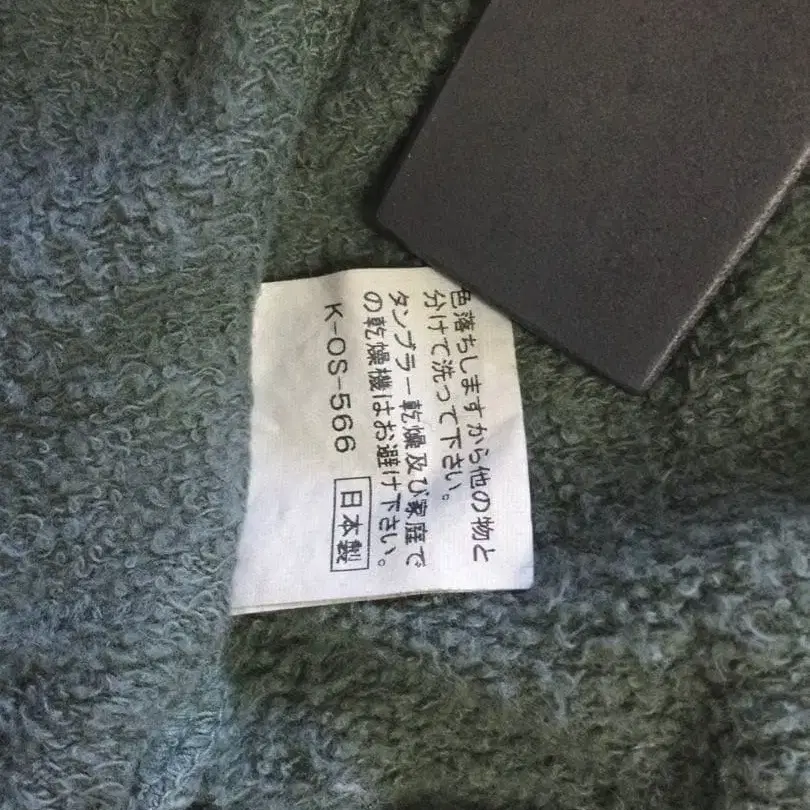 色落ちしますから他の物と
分けて洗って下さい。
タンブラー乾燥及び家庭で
の乾燥機はお避け下さい。
K-OS-566 日本製